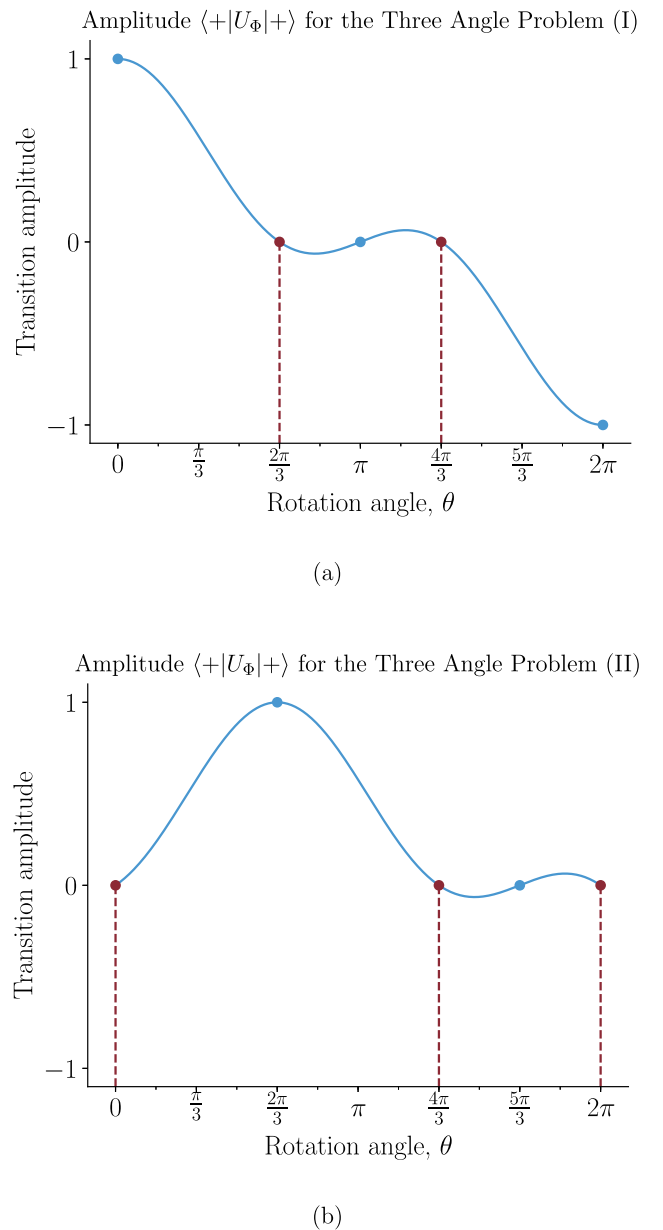 Amplitude ⟨+|U_Φ|+⟩ for the Three Angle Problem (I)
Transition amplitude
1
0
−1
0 π/3 2π/3 π 4π/3 5π/3 2π
Rotation angle, θ
(a)
Amplitude ⟨+|U_Φ|+⟩ for the Three Angle Problem (II)
Transition amplitude
1
0
−1
0 π/3 2π/3 π 4π/3 5π/3 2π
Rotation angle, θ
(b)